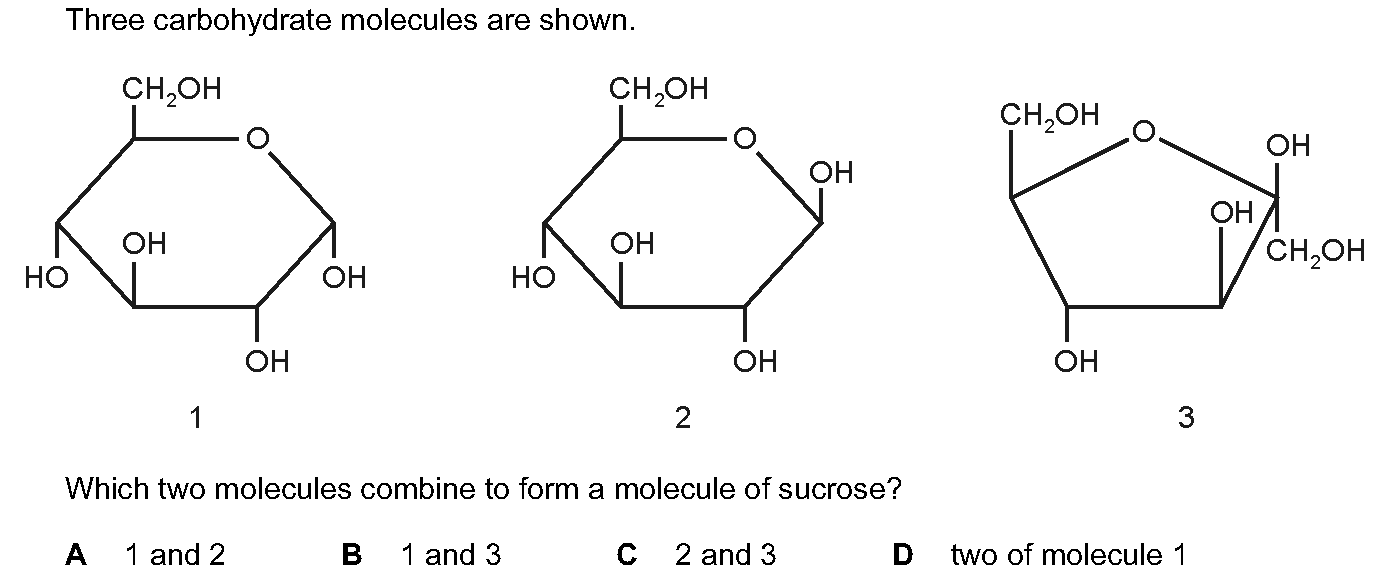 Three carbohydrate molecules are shown.
CH₂OH CH₂OH CH₂OH
O O O OH
OH
OH OH OH
HO OH HO CH₂OH
OH OH OH
1 2 3
Which two molecules combine to form a molecule of sucrose?
A 1 and 2 B 1 and 3 C 2 and 3 D two of molecule 1